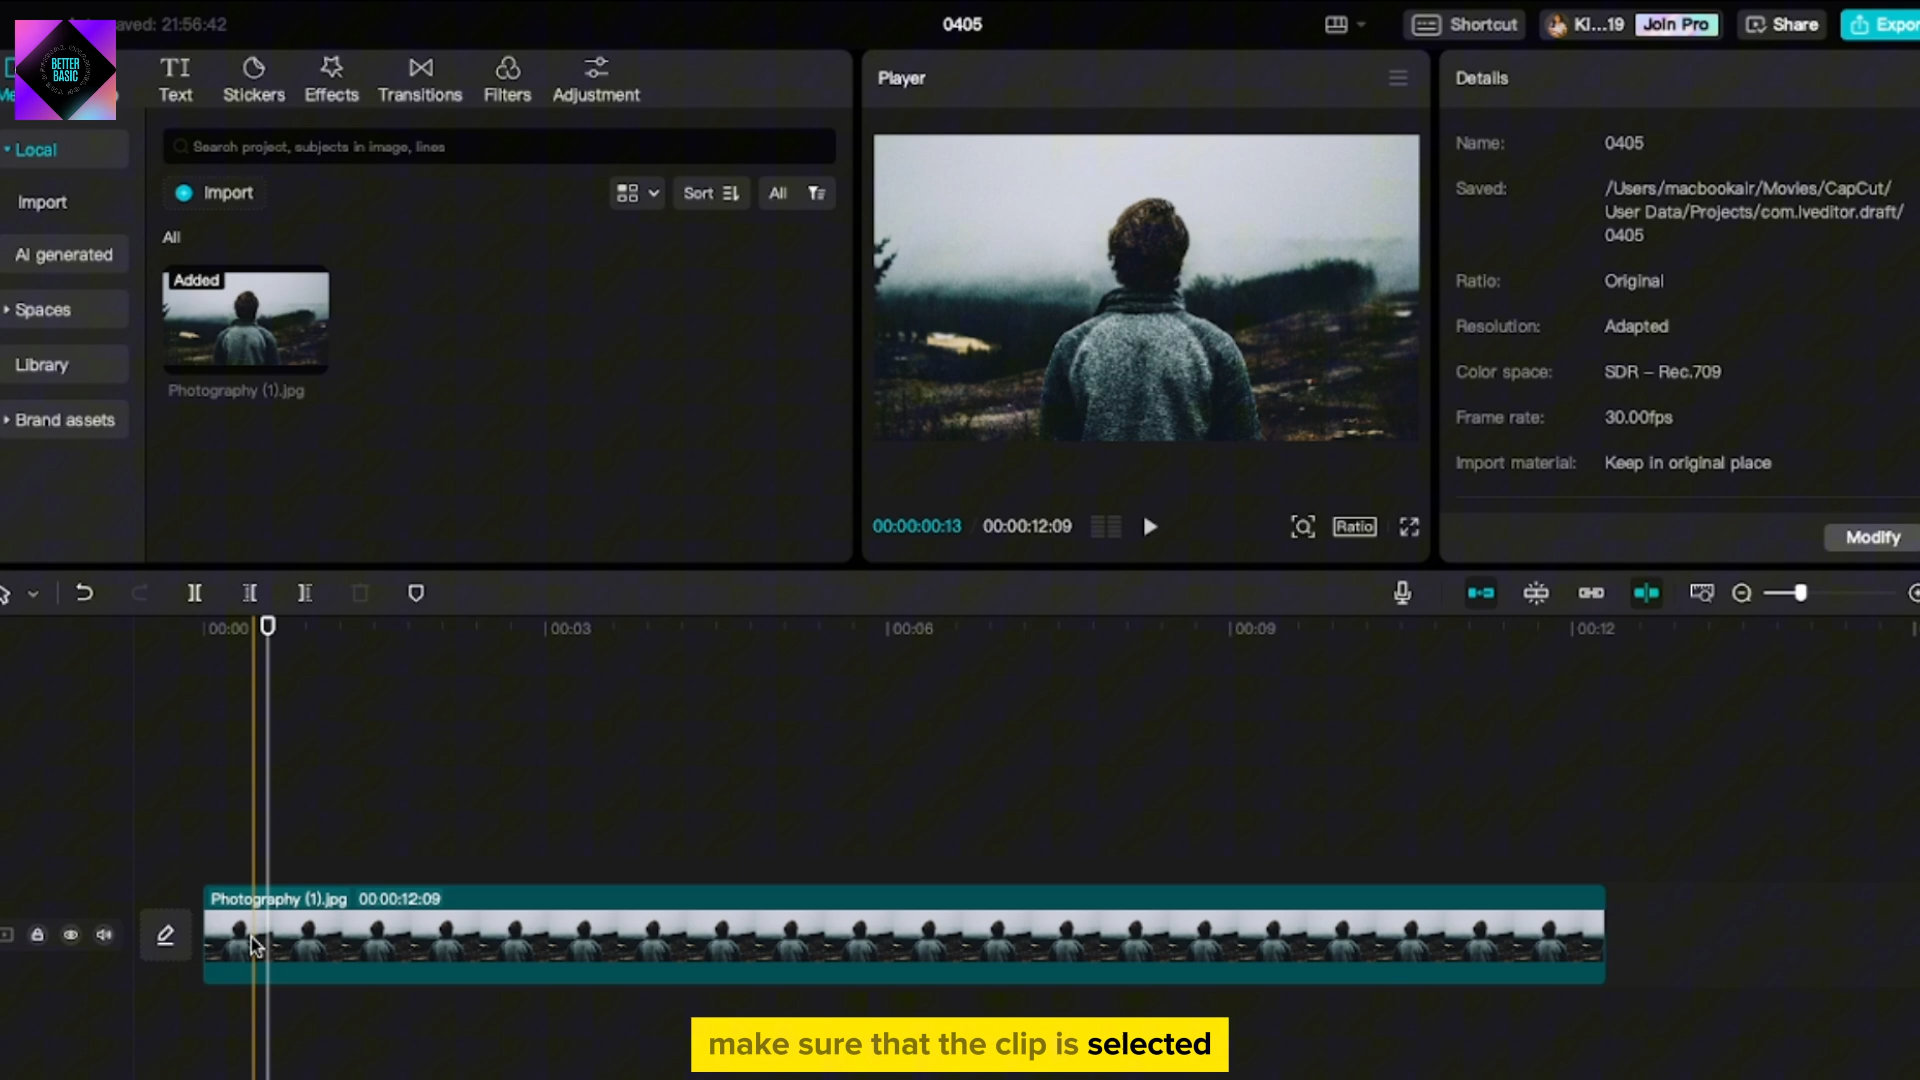 aved: 21:56:42
0405
Shortcut
KI...19
Join Pro
Share
Expor
BETTER
BASIC
Text
Stickers
Effects
Transitions
Filters
Adjustment
Local
Import
AI generated
Spaces
Library
Brand assets
Search project, subjects in image, lines
Import
Sort
All
All
Added
Photography (1).jpg
Player
00:00:00:13
00:00:12:09
Ratio
Details
Name: 0405
Saved: /Users/macbookair/Movies/CapCut/
User Data/Projects/com.lveditor.draft/
0405
Ratio: Original
Resolution: Adapted
Color space: SDR – Rec.709
Frame rate: 30.00fps
Import material: Keep in original place
Modify
00:00
00:03
00:06
00:09
00:12
Photography (1).jpg 00:00:12:09
make sure that the clip is selected